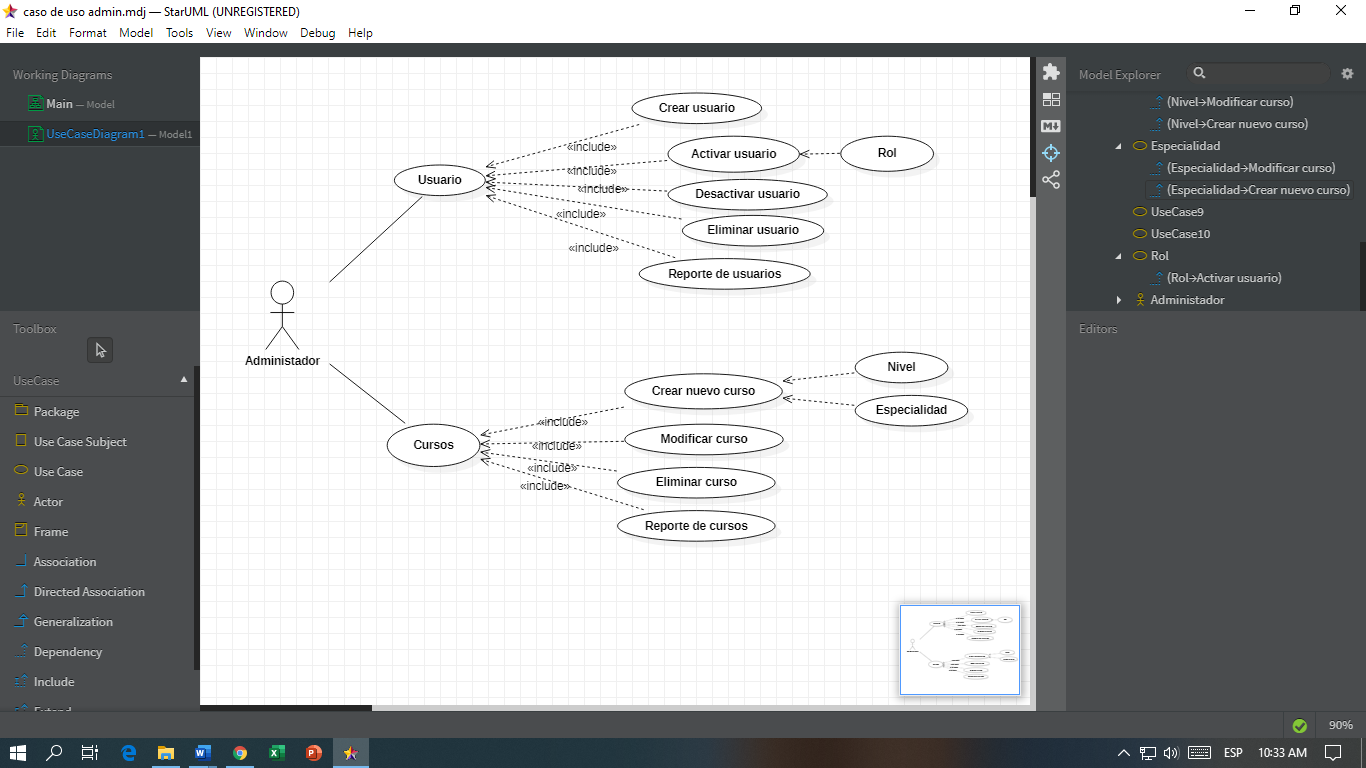 caso de uso admin.mdj — StarUML (UNREGISTERED)
File Edit Format Model Tools View Window Debug Help
Working Diagrams
Main — Model
UseCaseDiagram1 — Model1
Toolbox
UseCase
Package
Use Case Subject
Use Case
Actor
Frame
Association
Directed Association
Generalization
Dependency
Include
Extend
Crear usuario
«include»
Activar usuario
Rol
«include»
Usuario
«include»
Desactivar usuario
«include»
Eliminar usuario
«include»
Reporte de usuarios
Administador
Nivel
Crear nuevo curso
Especialidad
«include»
Cursos
Modificar curso
«include»
«include»
Eliminar curso
«include»
Reporte de cursos
Model Explorer
(Nivel→Modificar curso)
(Nivel→Crear nuevo curso)
Especialidad
(Especialidad→Modificar curso)
(Especialidad→Crear nuevo curso)
UseCase9
UseCase10
Rol
(Rol→Activar usuario)
Administador
Editors
M
90%
ESP
10:33 AM